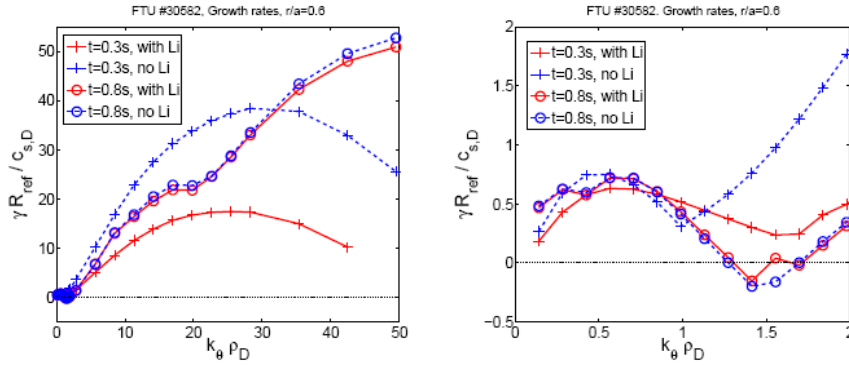 FTU #30582, Growth rates, r/a=0.6
t=0.3s, with Li
t=0.3s, no Li
t=0.8s, with Li
t=0.8s, no Li
γ R_ref / c_s,D
50
40
30
20
10
0
0 10 20 30 40 50
k_θ ρ_D
FTU #30582. Growth rates, r/a=0.6
t=0.3s, with Li
t=0.3s, no Li
t=0.8s, with Li
t=0.8s, no Li
γ R_ref / c_s,D
2
1.5
1
0.5
0
-0.5
0 0.5 1 1.5 2
k_θ ρ_D